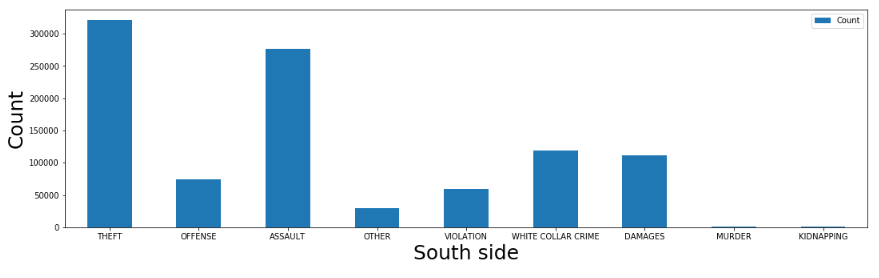 Count
300000
250000
200000
150000
100000
50000
0
Count
THEFT OFFENSE ASSAULT OTHER VIOLATION WHITE COLLAR CRIME DAMAGES MURDER KIDNAPPING
South side